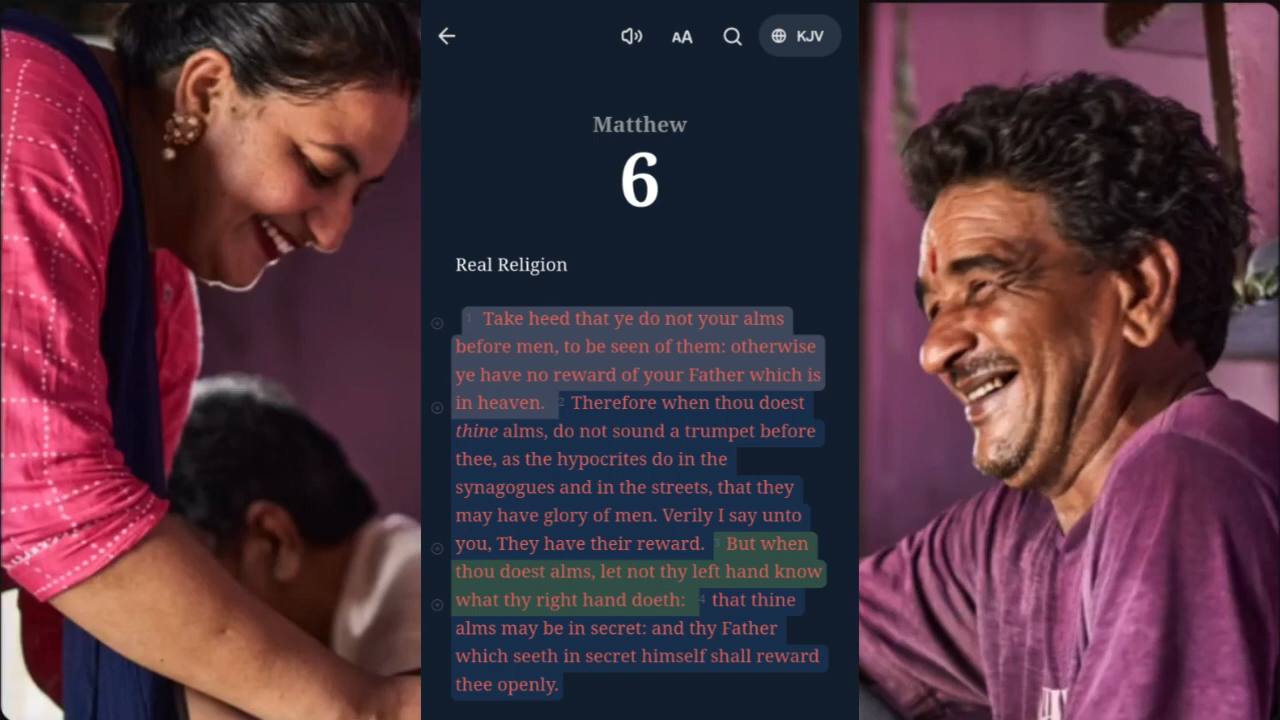 AA KJV
Matthew
6
Real Religion
1 Take heed that ye do not your alms
before men, to be seen of them: otherwise
ye have no reward of your Father which is
in heaven. 2 Therefore when thou doest
thine alms, do not sound a trumpet before
thee, as the hypocrites do in the
synagogues and in the streets, that they
may have glory of men. Verily I say unto
you, They have their reward. 3 But when
thou doest alms, let not thy left hand know
what thy right hand doeth: 4 that thine
alms may be in secret: and thy Father
which seeth in secret himself shall reward
thee openly.